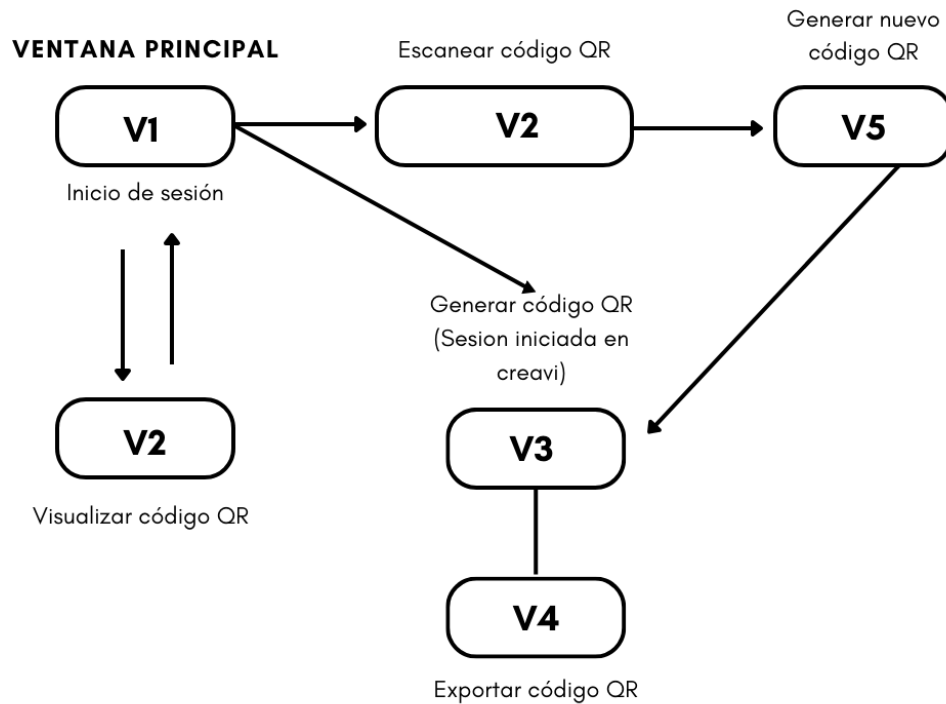 VENTANA PRINCIPAL
V1
Inicio de sesión
Escanear código QR
V2
Generar nuevo
código QR
V5
Generar código QR
(Sesion iniciada en
creavi)
V3
V2
Visualizar código QR
V4
Exportar código QR